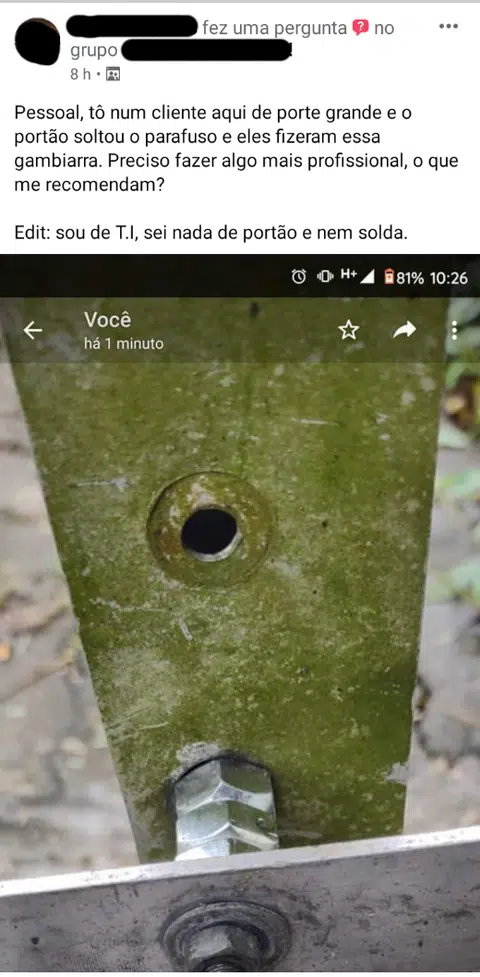 fez uma pergunta no
grupo
8 h
Pessoal, tô num cliente aqui de porte grande e o
portão soltou o parafuso e eles fizeram essa
gambiarra. Preciso fazer algo mais profissional, o que
me recomendam?
Edit: sou de T.I, sei nada de portão e nem solda.
H+ 81% 10:26
Você
há 1 minuto